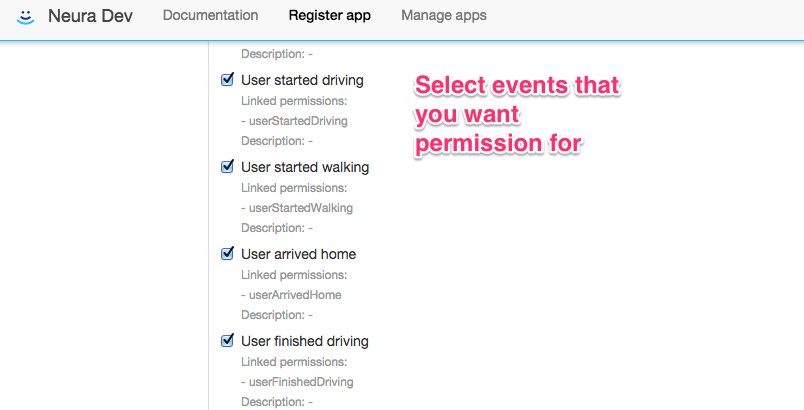 Neura Dev Documentation Register app Manage apps
Description: -
User started driving
Linked permissions:
- userStartedDriving
Description: -
User started walking
Linked permissions:
- userStartedWalking
Description: -
User arrived home
Linked permissions:
- userArrivedHome
Description: -
User finished driving
Linked permissions:
- userFinishedDriving
Description: -
Select events that
you want
permission for